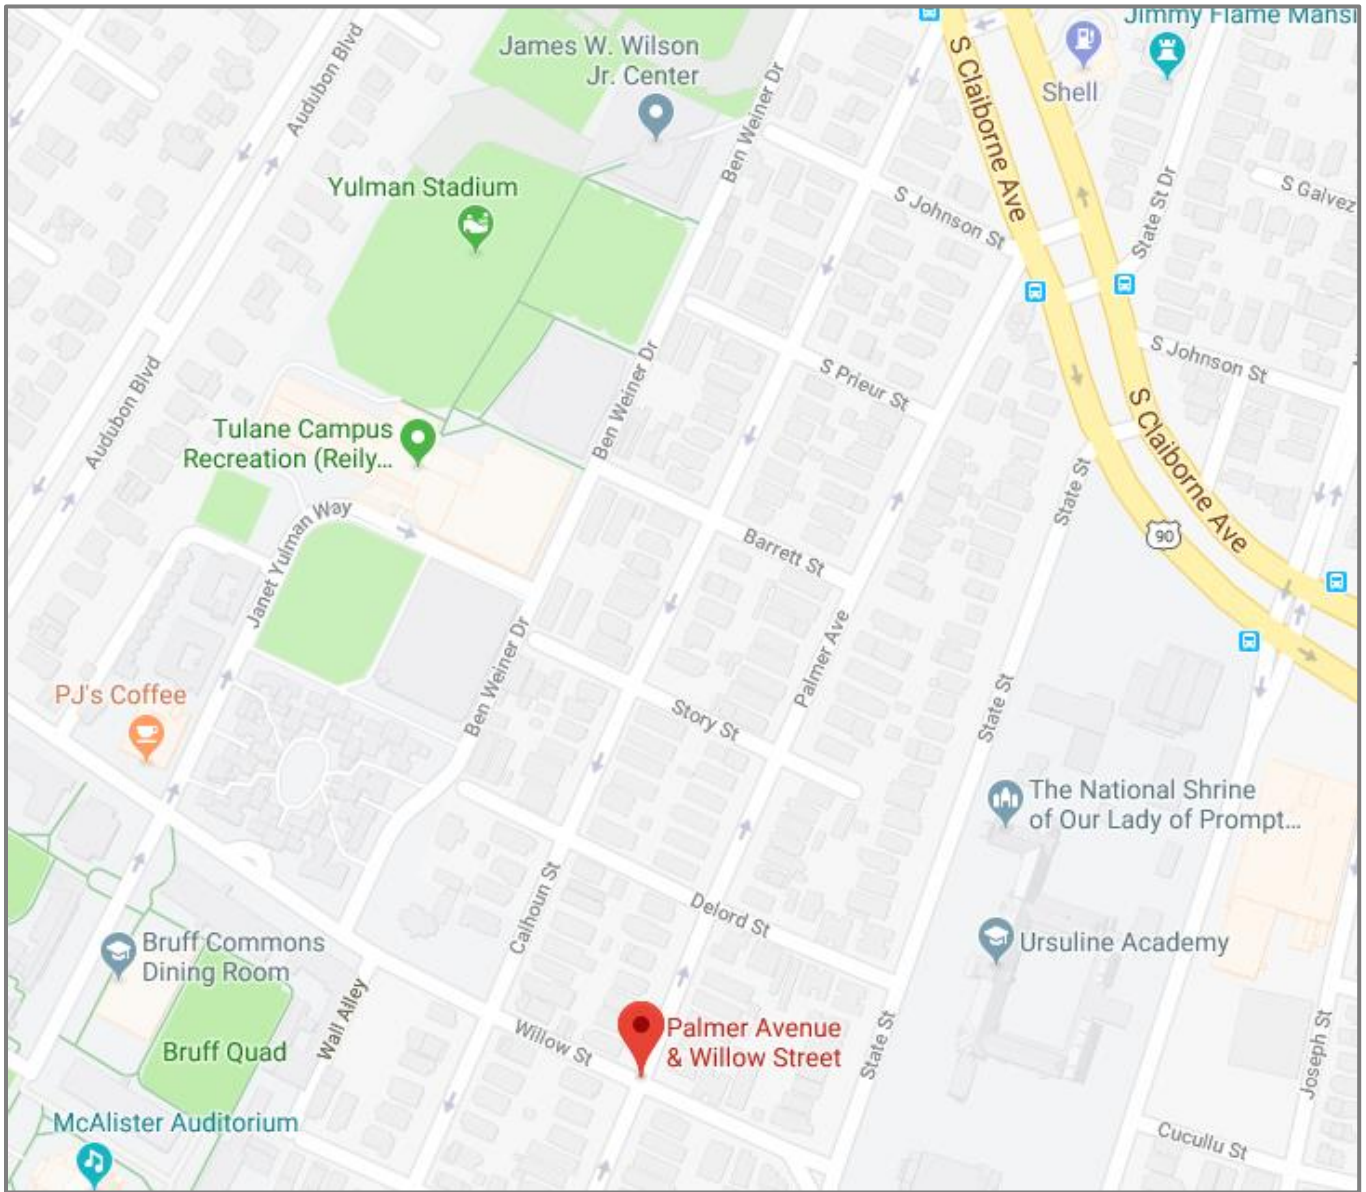 Jimmy Flame Mansi
James W. Wilson
Jr. Center
Audubon Blvd
Ben Weiner Dr
S Claiborne Ave
Shell
Yulman Stadium
S Johnson St
State St Dr
S Galvez
Audubon Blvd
Ben Weiner Dr
S Prieur St
S Johnson St
S Claiborne Ave
Tulane Campus
Recreation (Reily...
Janet Yulman Way
State St
90
Barrett St
Palmer Ave
Ben Weiner Dr
PJ's Coffee
Story St
State St
The National Shrine
of Our Lady of Prompt...
Calhoun St
Delord St
Bruff Commons
Dining Room
Ursuline Academy
Wall Alley
Willow St
Palmer Avenue
& Willow Street
State St
Joseph St
Bruff Quad
McAlister Auditorium
Cucullu St